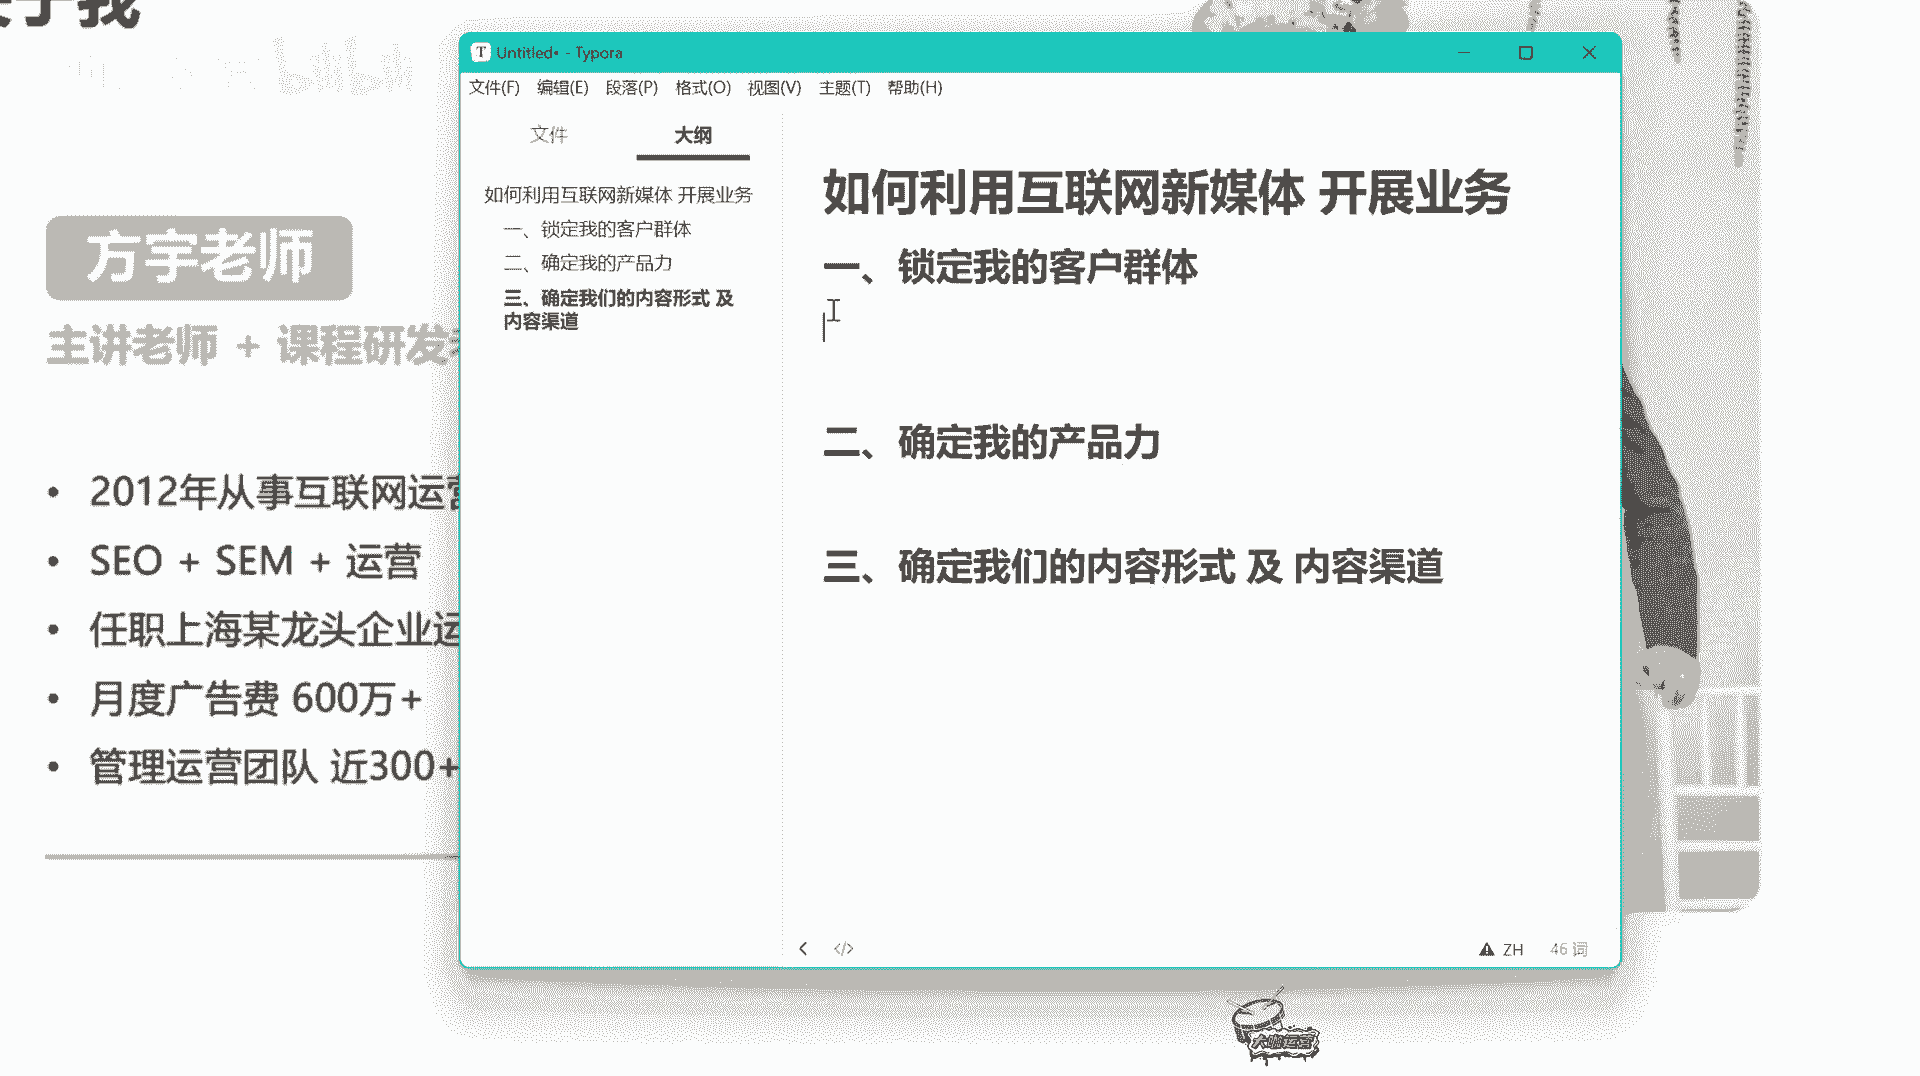 于我
bilibili
方宇老师
主讲老师 + 课程研发
2012年从事互联网运营
SEO + SEM + 运营
任职上海某龙头企业运
月度广告费 600万+
管理运营团队 近300+
Untitled• - Typora
文件(F) 编辑(E) 段落(P) 格式(O) 视图(V) 主题(T) 帮助(H)
文件 大纲
如何利用互联网新媒体 开展业务
一、锁定我的客户群体
二、确定我的产品力
三、确定我们的内容形式 及
内容渠道
如何利用互联网新媒体 开展业务
一、锁定我的客户群体
二、确定我的产品力
三、确定我们的内容形式 及 内容渠道
</> ZH 46 词
大咖运营